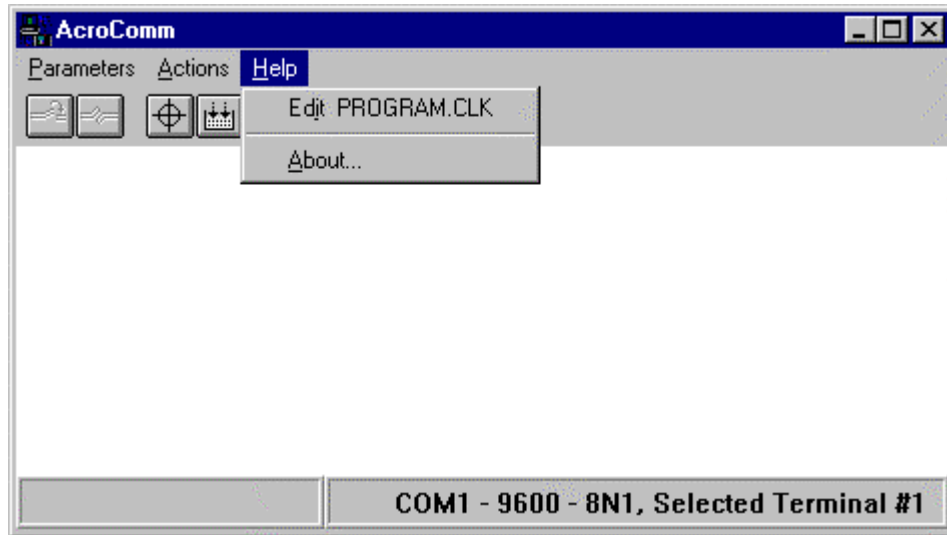 AcroComm
Parameters Actions Help
Edit PROGRAM.CLK
About...
COM1 - 9600 - 8N1, Selected Terminal #1